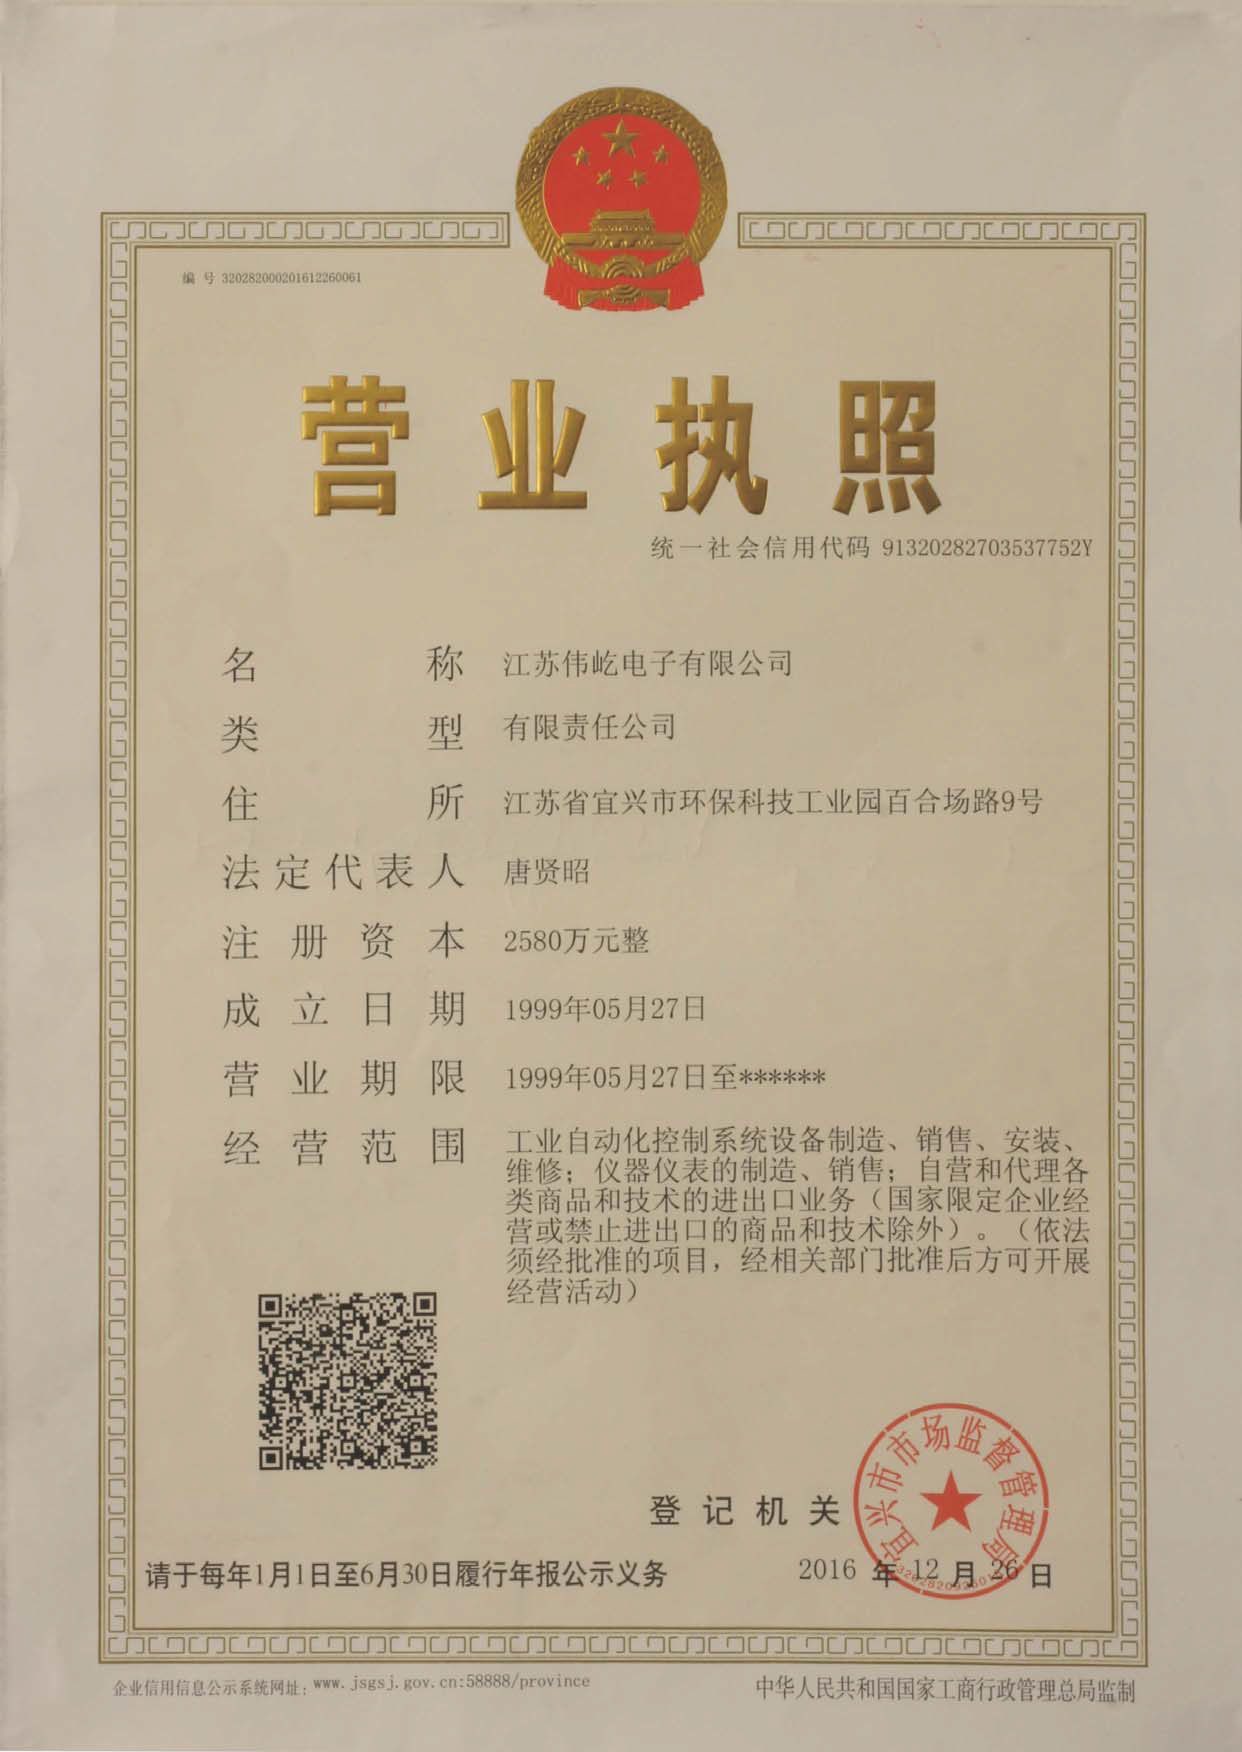 编 号 320282000201612260061
营业执照
统一社会信用代码 91320282703537752Y
名 称 江苏伟屹电子有限公司
类 型 有限责任公司
住 所 江苏省宜兴市环保科技工业园百合场路9号
法定代表人 唐贤昭
注册资本 2580万元整
成立日期 1999年05月27日
营业期限 1999年05月27日至******
经营范围 工业自动化控制系统设备制造、销售、安装、
维修；仪器仪表的制造、销售；自营和代理各
类商品和技术的进出口业务（国家限定企业经
营或禁止进出口的商品和技术除外）。（依法
须经批准的项目，经相关部门批准后方可开展
经营活动）
宜兴市市场监督管理局
登记机关
请于每年1月1日至6月30日履行年报公示义务
2016 年 12 月 26 日
企业信用信息公示系统网址：www.jsgsj.gov.cn:58888/province
中华人民共和国国家工商行政管理总局监制